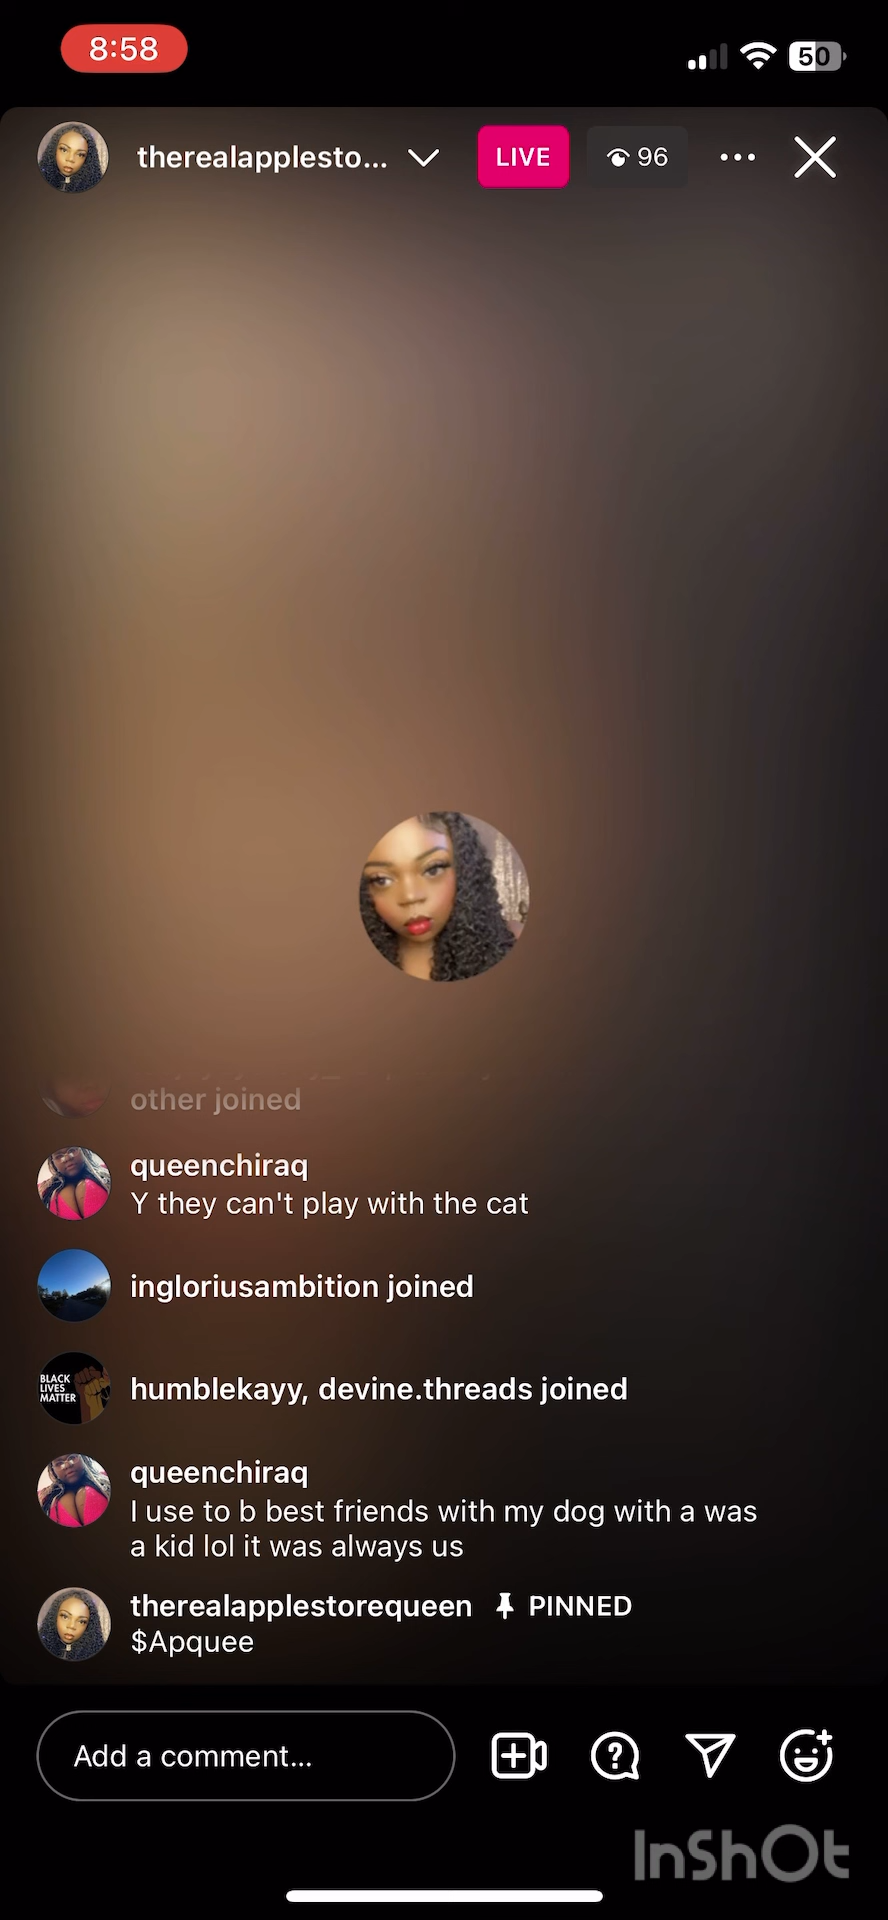 8:58
50
therealapplesto...
LIVE
96
other joined
queenchiraq
Y they can't play with the cat
ingloriusambition joined
BLACK
LIVES
MATTER
humblekayy, devine.threads joined
queenchiraq
I use to b best friends with my dog with a was
a kid lol it was always us
therealapplestorequeen PINNED
$Apquee
Add a comment...
InShOt